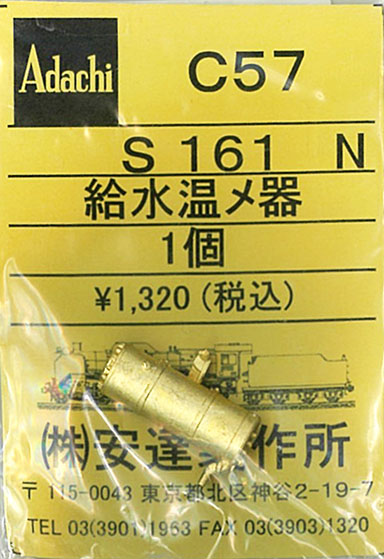 Adachi
C57
S 161 N
給水温メ器
1個
¥1,320(税込)
(株)安達製作所
〒115-0043 東京都北区神谷2-19-7
TEL 03(3901)1963 FAX 03(3903)1320